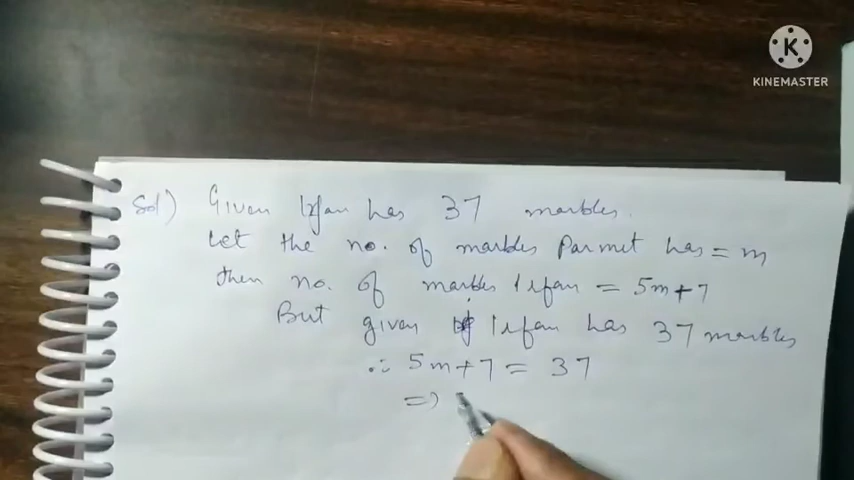 K
KINEMASTER
Sol) Given Irfan has 37 marbles.
Let the no. of marbles Parmit has = m
then no. of marbles Irfan = 5m+7
But given Irfan has 37 marbles
∴ 5m+7 = 37
=>